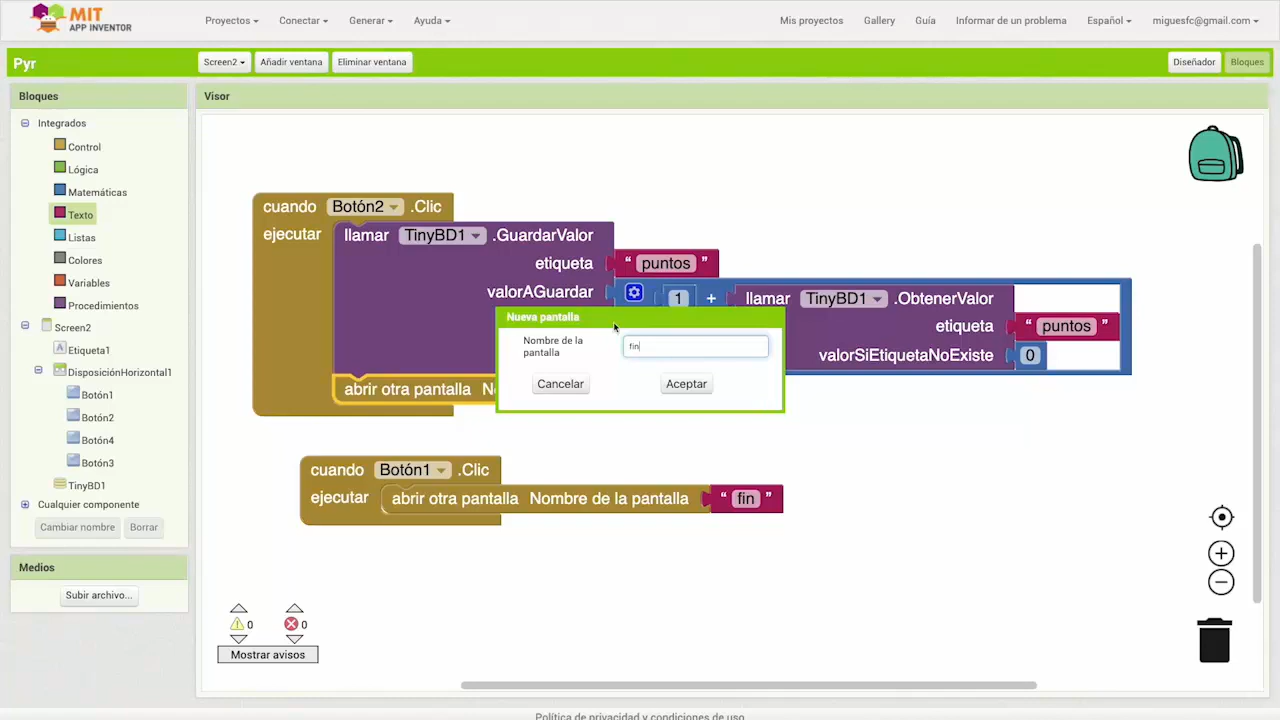 MIT
APP INVENTOR
Proyectos
Conectar
Generar
Ayuda
Mis proyectos
Gallery
Guía
Informar de un problema
Español
miguesfc@gmail.com
Pyr
Screen2
Añadir ventana
Eliminar ventana
Diseñador
Bloques
Bloques
Integrados
Control
Lógica
Matemáticas
Texto
Listas
Colores
Variables
Procedimientos
Screen2
Etiqueta1
DisposiciónHorizontal1
Botón1
Botón2
Botón4
Botón3
TinyBD1
Cualquier componente
Cambiar nombre
Borrar
Medios
Subir archivo...
Visor
cuando Botón2 .Clic
ejecutar llamar TinyBD1 .GuardarValor
etiqueta “ puntos ”
valorAGuardar 1 + llamar TinyBD1 .ObtenerValor
etiqueta “ puntos ”
valorSiEtiquetaNoExiste 0
abrir otra pantalla
Nueva pantalla
Nombre de la
pantalla
fin
Cancelar
Aceptar
cuando Botón1 .Clic
ejecutar abrir otra pantalla Nombre de la pantalla “ fin ”
0
0
Mostrar avisos
Política de privacidad y condiciones de uso